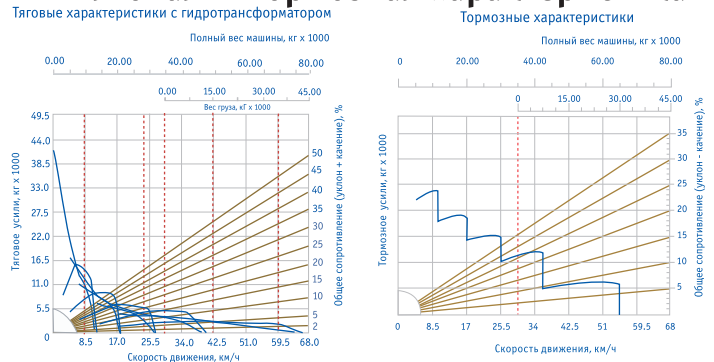 Тяговые характеристики с гидротрансформатором
Полный вес машины, кг x 1000
0.00 20.00 40.00 60.00 80.00
0.00 15.00 30.00 45.00
Вес груза, кГ x 1000
49.5
44.0
38.5
33.0
27.5
22.0
16.5
11.0
5.5
0
50
45
40
35
30
25
20
15
10
5
2
8.5 17.0 25.5 34.0 42.5 51.0 59.5 68.0
Скорость движения, км/ч
Тяговое усили, кг x 1000
Общее сопротивление (уклон + качение), %
Тормозные характеристики
Полный вес машины, кг x 1000
0 20.00 40.00 60.00 80.00
0 15.00 30.00 45.00
35
30
25
20
15
10
5
0 8.5 17 25.5 34 42.5 51 59.5 68
Скорость движения, км/ч
Тормозное усили, кг x 1000
Общее сопротивление (уклон - качение), %